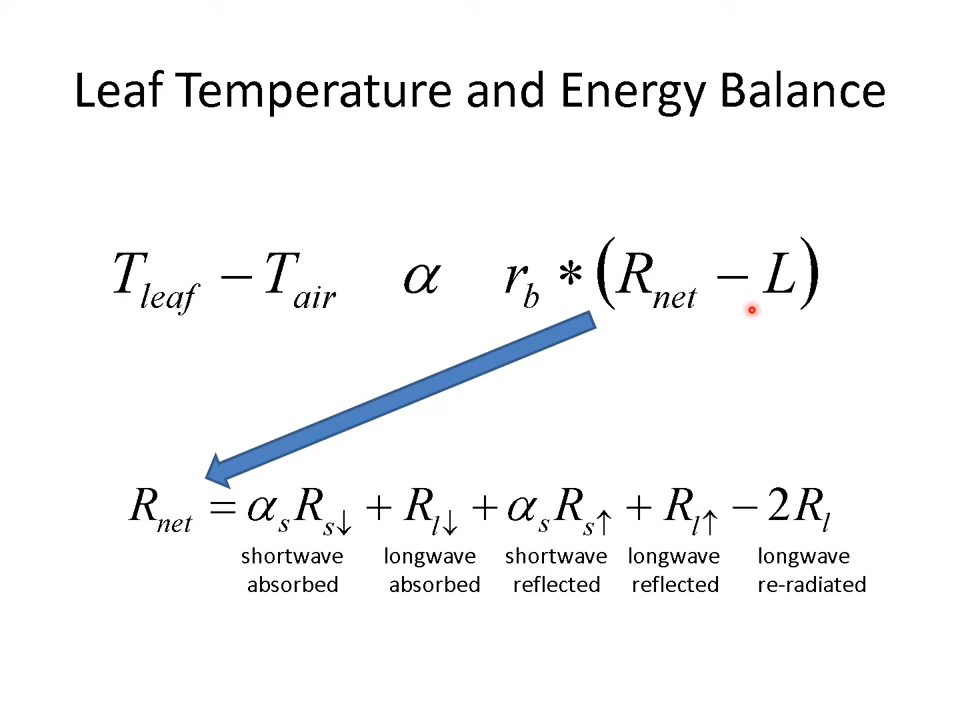 Leaf Temperature and Energy Balance
T_leaf − T_air α r_b * (R_net − L)
R_net = α_s R_s↓ + R_l↓ + α_s R_s↑ + R_l↑ − 2R_l
shortwave absorbed longwave absorbed shortwave reflected longwave reflected longwave re-radiated